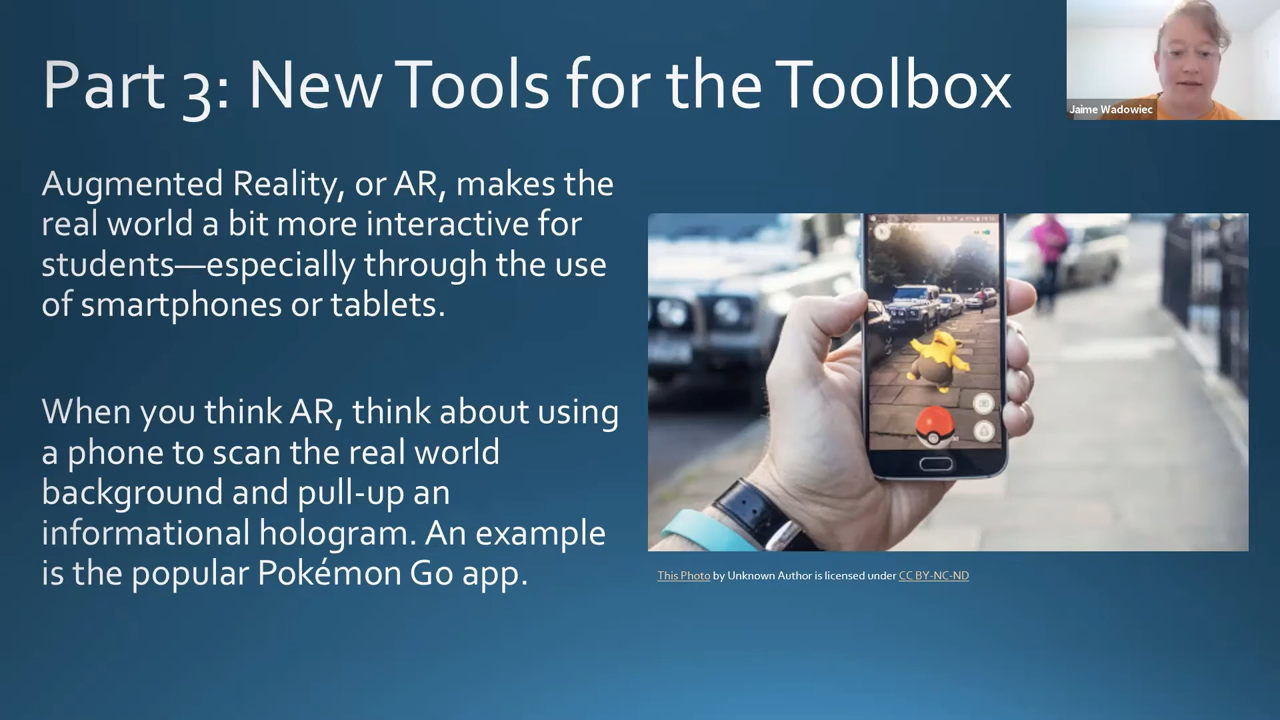 Part 3: New Tools for the Toolbox
Jaime Wadowiec
Augmented Reality, or AR, makes the
real world a bit more interactive for
students—especially through the use
of smartphones or tablets.
When you think AR, think about using
a phone to scan the real world
background and pull-up an
informational hologram. An example
is the popular Pokémon Go app.
This Photo by Unknown Author is licensed under CC BY-NC-ND